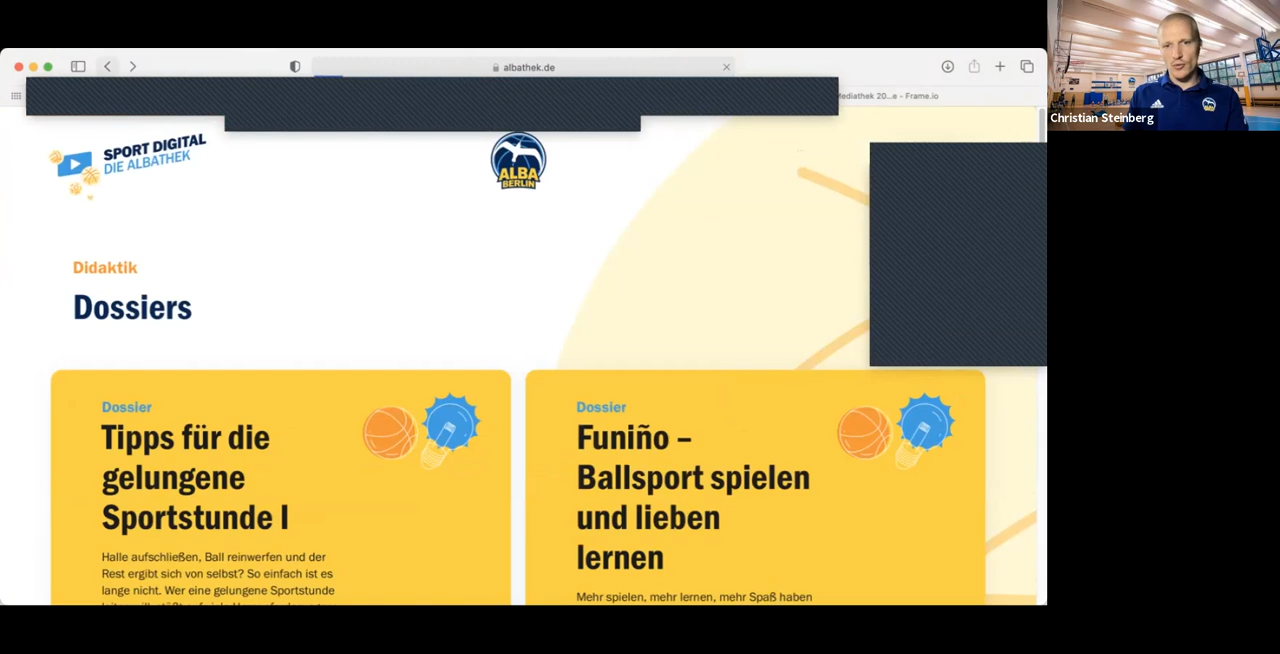 albathek.de
Mediathek 20...e - Frame.io
Christian Steinberg
SPORT DIGITAL
DIE ALBATHEK
ALBA
BERLIN
Didaktik
Dossiers
Dossier
Tipps für die
gelungene
Sportstunde I
Halle aufschließen, Ball reinwerfen und der
Rest ergibt sich von selbst? So einfach ist es
lange nicht. Wer eine gelungene Sportstunde
Dossier
Funiño –
Ballsport spielen
und lieben
lernen
Mehr spielen, mehr lernen, mehr Spaß haben